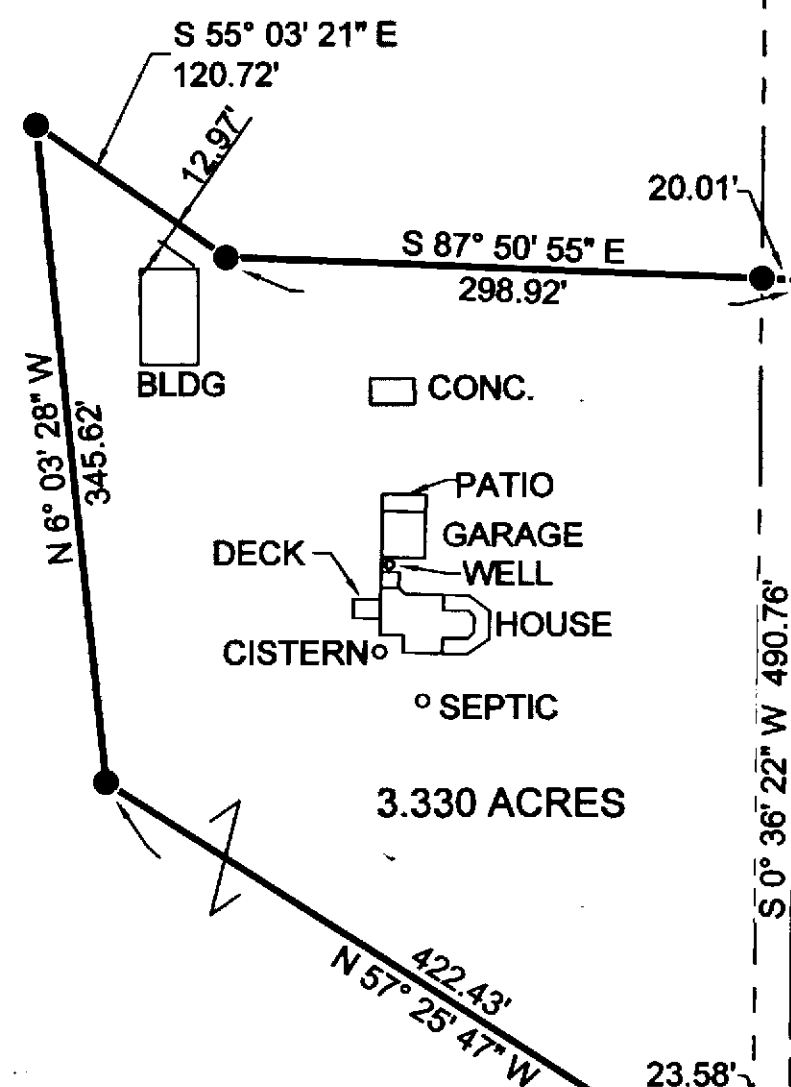 S 55° 03' 21" E
120.72'
12.97'
20.01'
S 87° 50' 55" E
298.92'
BLDG
CONC.
N 6° 03' 28" W
345.62'
PATIO
GARAGE
DECK
WELL
HOUSE
CISTERN
SEPTIC
S 0° 36' 22" W 490.76'
3.330 ACRES
422.43'
N 57° 25' 47" W
23.58'